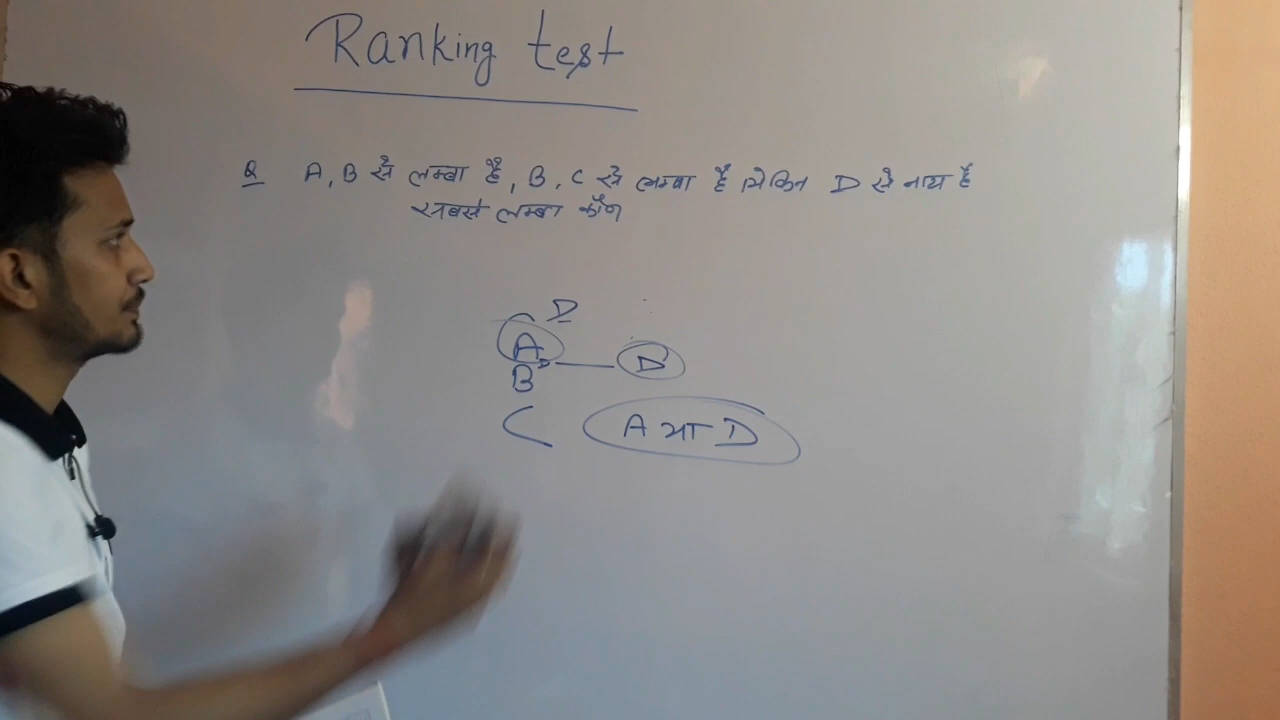 Ranking test
Q A, B से लम्बा है, B, C से लम्बा है लेकिन D से नाटा है
सबसे लम्बा कौन
D
A D
B D
C A या D